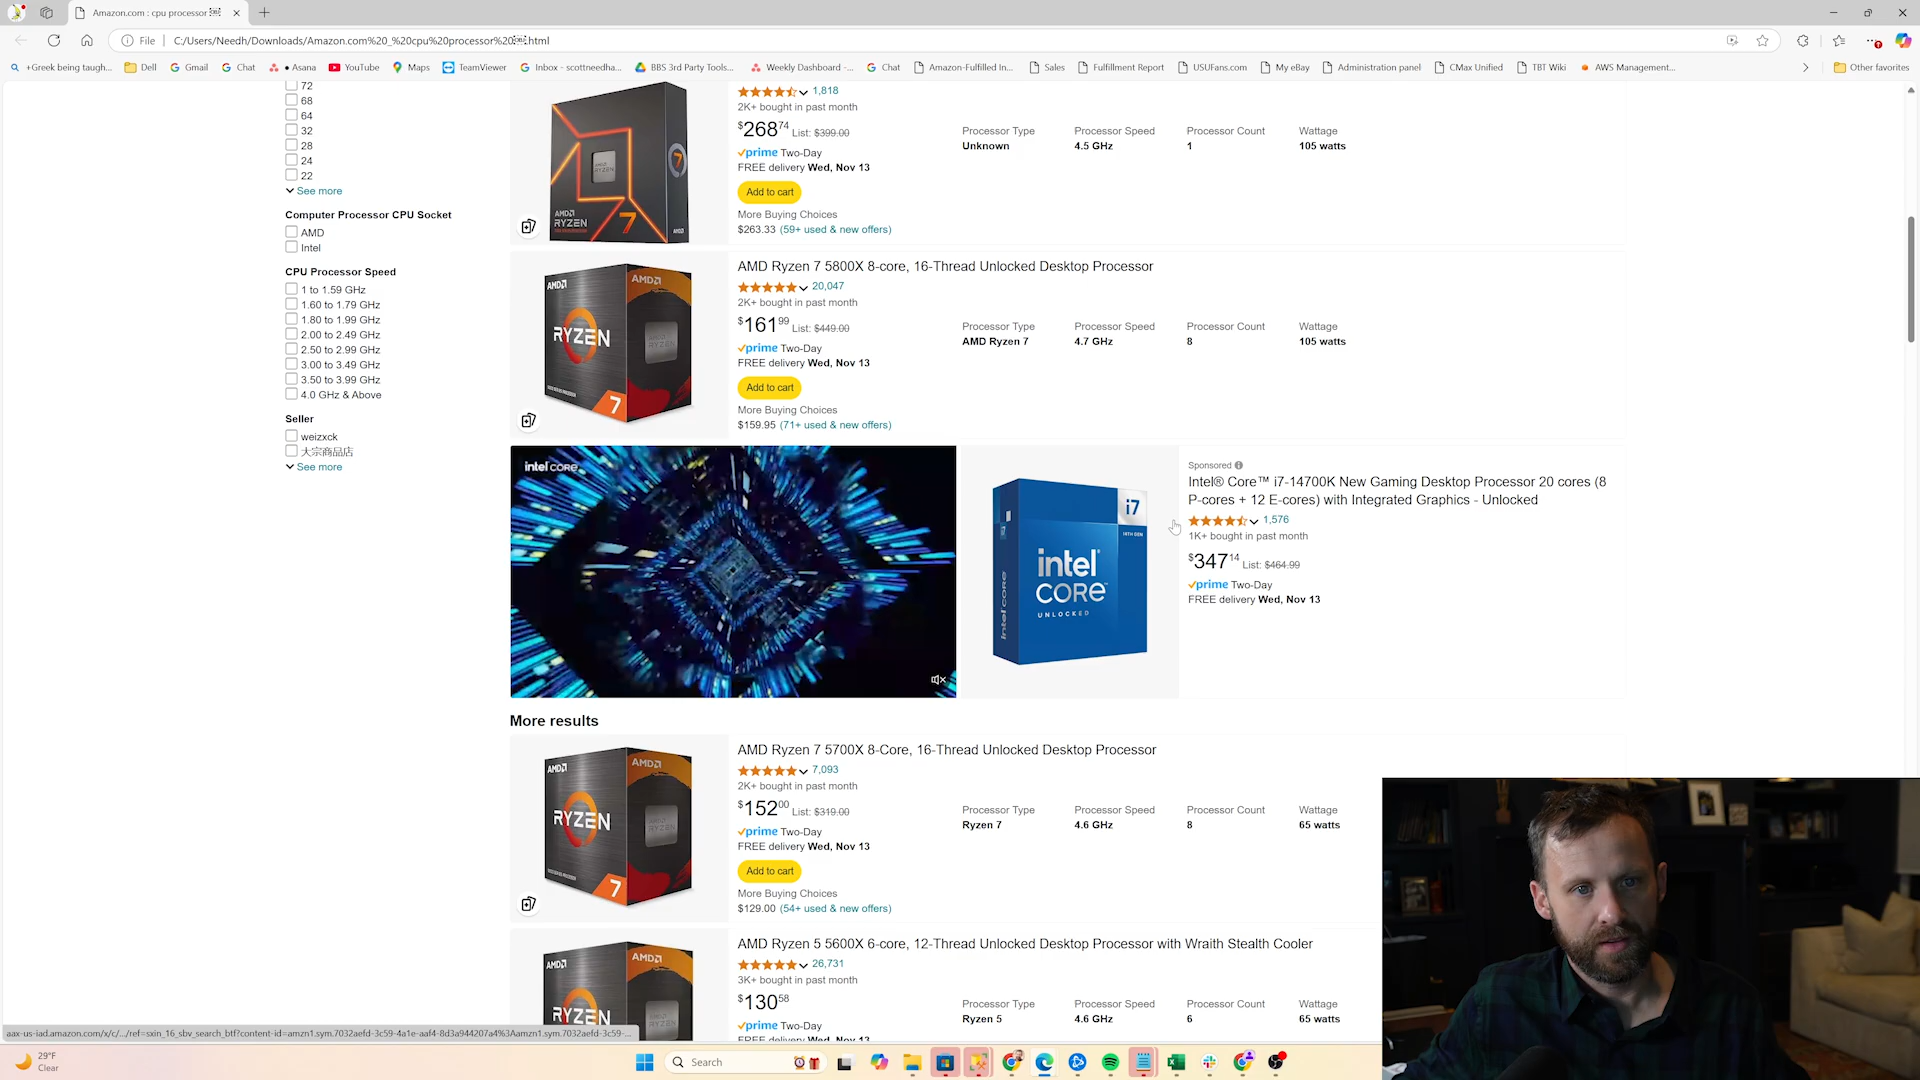 Amazon.com : cpu processor
File
C:/Users/Needh/Downloads/Amazon.com%20_%20cpu%20processor%20.html
+Greek being taugh...
Dell
Gmail
Chat
Asana
YouTube
Maps
TeamViewer
Inbox - scottneedha...
BBS 3rd Party Tools...
Weekly Dashboard -...
Chat
Amazon-Fulfilled In...
Sales
Fulfillment Report
USUFans.com
My eBay
Administration panel
CMax Unified
TBT Wiki
AWS Management...
Other favorites
72
68
64
32
28
24
22
See more
Computer Processor CPU Socket
AMD
Intel
CPU Processor Speed
1 to 1.59 GHz
1.60 to 1.79 GHz
1.80 to 1.99 GHz
2.00 to 2.49 GHz
2.50 to 2.99 GHz
3.00 to 3.49 GHz
3.50 to 3.99 GHz
4.0 GHz & Above
Seller
weizxck
大宗商品店
See more
AMD
RYZEN
7
AMD
1,818
2K+ bought in past month
$268 74 List: $399.00
prime Two-Day
FREE delivery Wed, Nov 13
Add to cart
More Buying Choices
$263.33 (59+ used & new offers)
Processor Type
Unknown
Processor Speed
4.5 GHz
Processor Count
1
Wattage
105 watts
AMD
AMD
RYZEN
7
AMD Ryzen 7 5800X 8-core, 16-Thread Unlocked Desktop Processor
20,047
2K+ bought in past month
$161 99 List: $449.00
prime Two-Day
FREE delivery Wed, Nov 13
Add to cart
More Buying Choices
$159.95 (71+ used & new offers)
Processor Type
AMD Ryzen 7
Processor Speed
4.7 GHz
Processor Count
8
Wattage
105 watts
intel core
i7
14TH GEN
intel
CORE
UNLOCKED
intel core
Sponsored
Intel® Core™ i7-14700K New Gaming Desktop Processor 20 cores (8
P-cores + 12 E-cores) with Integrated Graphics - Unlocked
1,576
1K+ bought in past month
$347 14 List: $464.99
prime Two-Day
FREE delivery Wed, Nov 13
More results
AMD
AMD
RYZEN
7
AMD Ryzen 7 5700X 8-Core, 16-Thread Unlocked Desktop Processor
7,093
2K+ bought in past month
$152 00 List: $319.00
prime Two-Day
FREE delivery Wed, Nov 13
Add to cart
More Buying Choices
$129.00 (54+ used & new offers)
Processor Type
Ryzen 7
Processor Speed
4.6 GHz
Processor Count
8
Wattage
65 watts
AMD
AMD
RYZEN
AMD Ryzen 5 5600X 6-core, 12-Thread Unlocked Desktop Processor with Wraith Stealth Cooler
26,731
3K+ bought in past month
$130 58
prime Two-Day
FREE delivery Wed, Nov 13
Processor Type
Ryzen 5
Processor Speed
4.6 GHz
Processor Count
6
Wattage
65 watts
aax-us-iad.amazon.com/x/c/.../ref=sxin_16_sbv_search_btf?content-id=amzn1.sym.7032aefd-3c59-4a1e-aaf4-8d3a944207a4%3Aamzn1.sym.7032aefd-3c59-...
29°F
Clear
Search